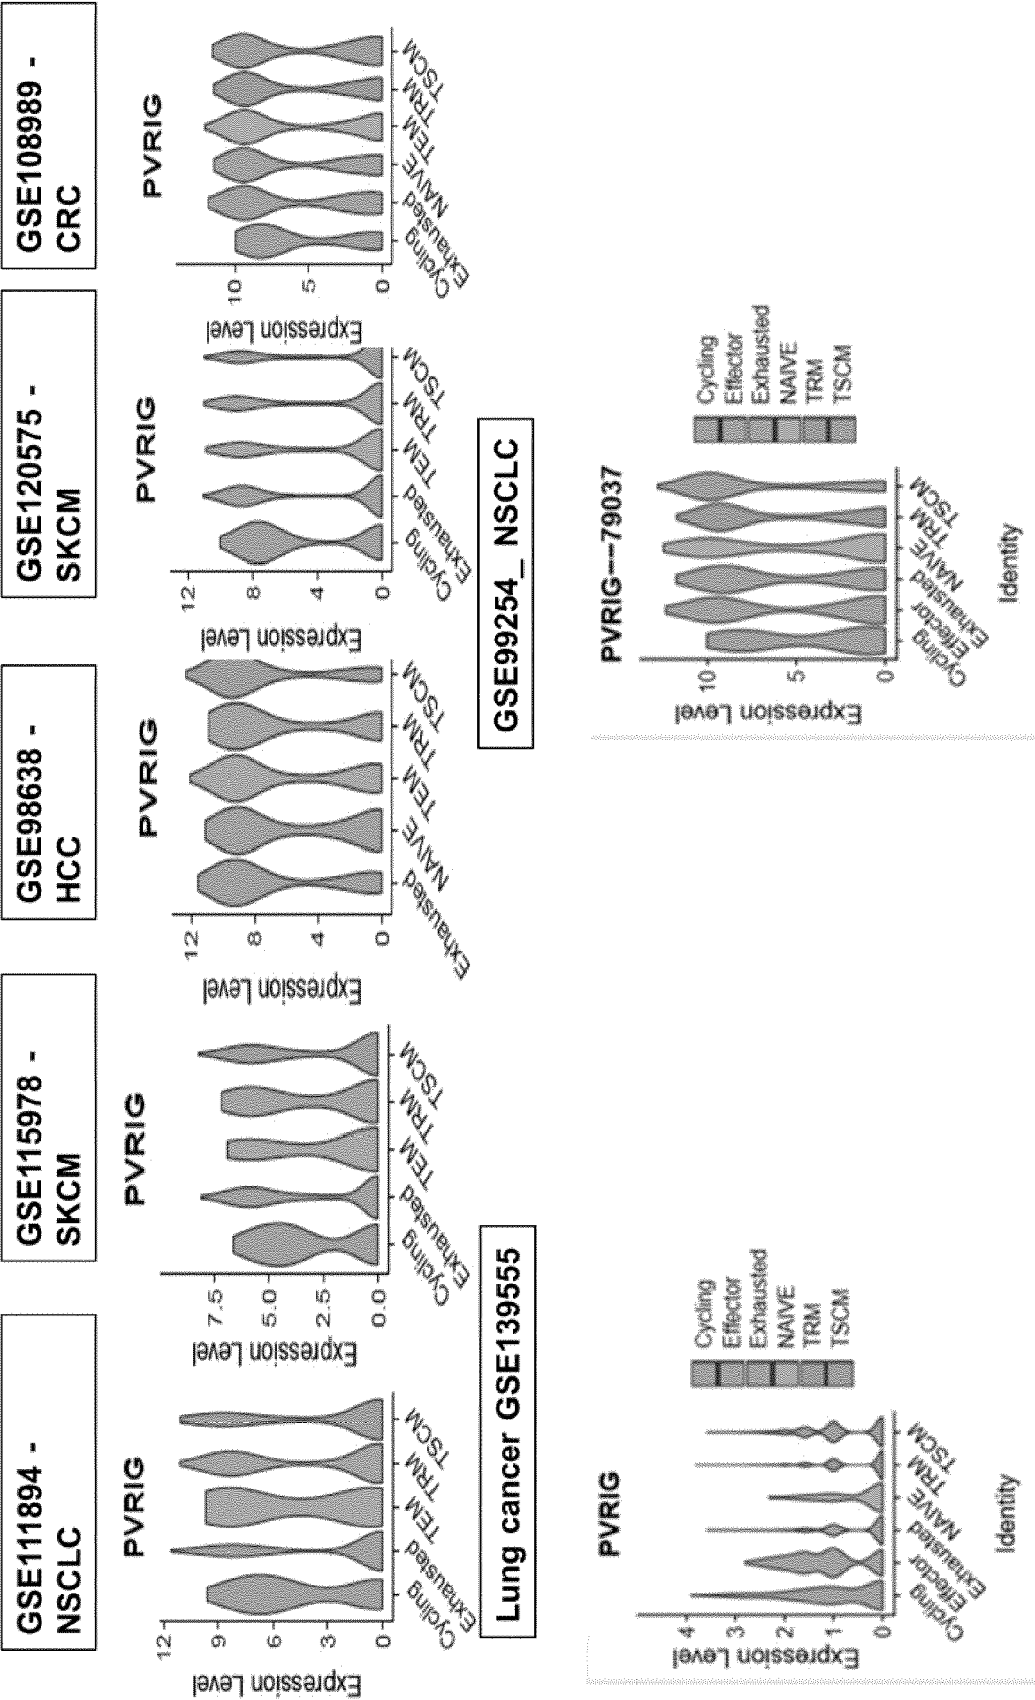 GSE111894 -
NSCLC
PVRIG
Expression Level
12
9
6
3
0
Cycling
Exhausted
TEM
TRM
TSCM
GSE115978 -
SKCM
PVRIG
Expression Level
7.5
5.0
2.5
0.0
Cycling
Exhausted
TEM
TRM
TSCM
GSE98638 -
HCC
PVRIG
Expression Level
12
8
4
0
Exhausted
NAIVE
TEM
TRM
TSCM
GSE120575 -
SKCM
PVRIG
Expression Level
12
8
4
0
Cycling
Exhausted
TEM
TRM
TSCM
GSE108989 -
CRC
PVRIG
Expression Level
10
5
0
Cycling
Exhausted
NAIVE
TEM
TRM
TSCM
Lung cancer GSE139555
PVRIG
Expression Level
4
3
2
1
0
Cycling
Effector
Exhausted
NAIVE
TRM
TSCM
Identity
Cycling
Effector
Exhausted
NAIVE
TRM
TSCM
GSE99254_ NSCLC
PVRIG--79037
Expression Level
10
5
0
Cycling
Effector
Exhausted
NAIVE
TRM
TSCM
Identity
Cycling
Effector
Exhausted
NAIVE
TRM
TSCM